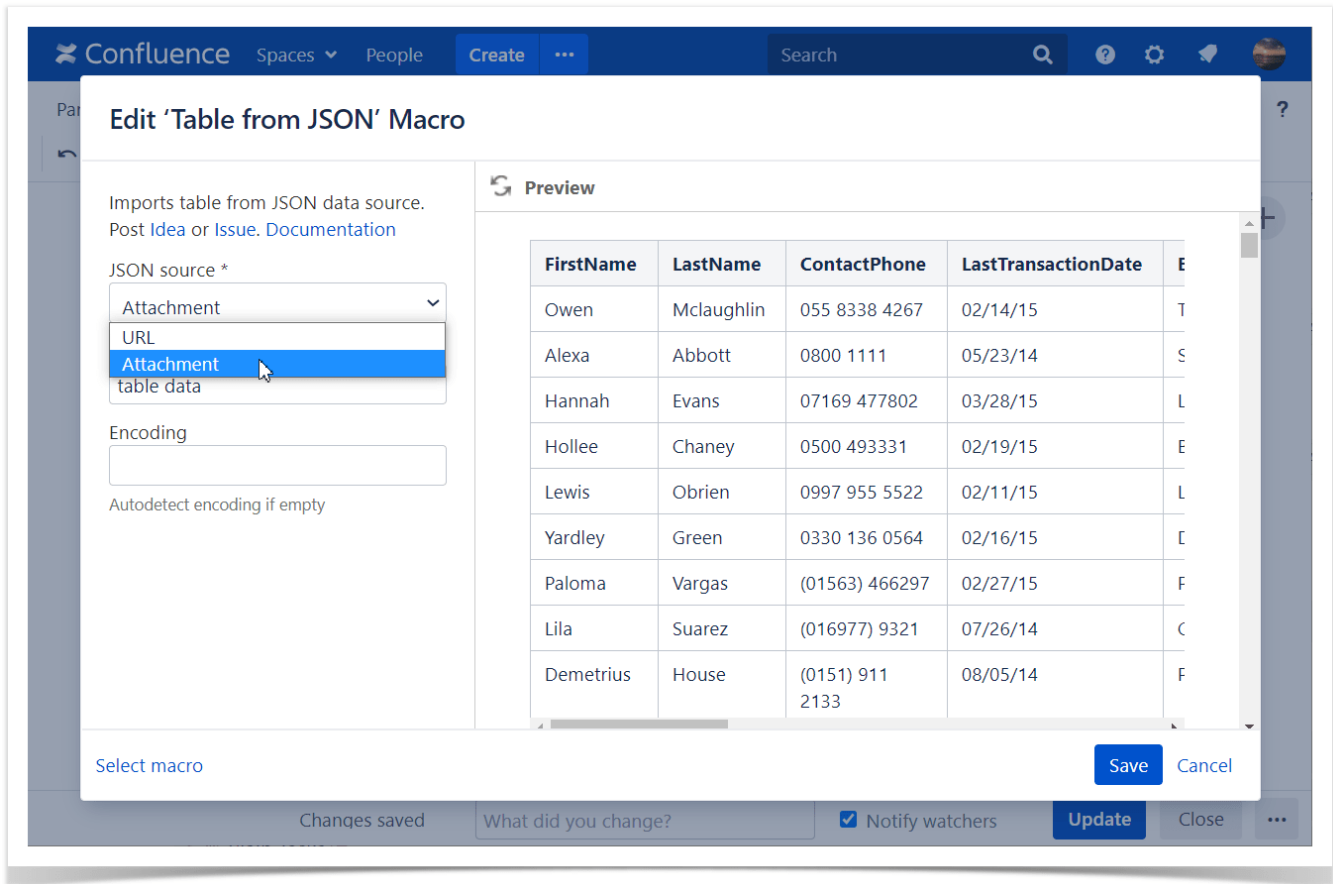 Confluence Spaces People Create ••• Search ?
Par ?
Edit ‘Table from JSON’ Macro
Imports table from JSON data source.
Post Idea or Issue. Documentation
JSON source *
Attachment
URL
Attachment
table data
Encoding
Autodetect encoding if empty
Preview
FirstName LastName ContactPhone LastTransactionDate
Owen Mclaughlin 055 8338 4267 02/14/15
Alexa Abbott 0800 1111 05/23/14
Hannah Evans 07169 477802 03/28/15
Hollee Chaney 0500 493331 02/19/15
Lewis Obrien 0997 955 5522 02/11/15
Yardley Green 0330 136 0564 02/16/15
Paloma Vargas (01563) 466297 02/27/15
Lila Suarez (016977) 9321 07/26/14
Demetrius House (0151) 911 08/05/14
2133
Select macro Save Cancel
Changes saved What did you change? Notify watchers Update Close •••